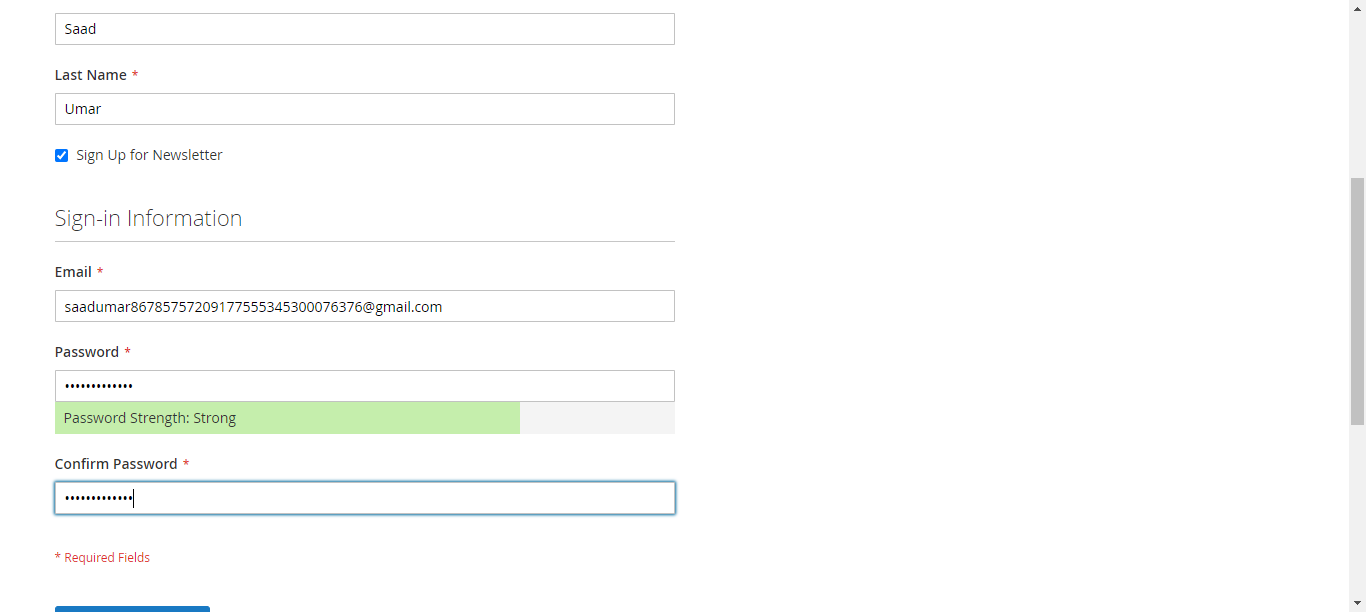 Saad
Last Name *
Umar
Sign Up for Newsletter
Sign-in Information
Email *
saadumar86785757209177555345300076376@gmail.com
Password *
•••••••••••••
Password Strength: Strong
Confirm Password *
•••••••••••••
* Required Fields